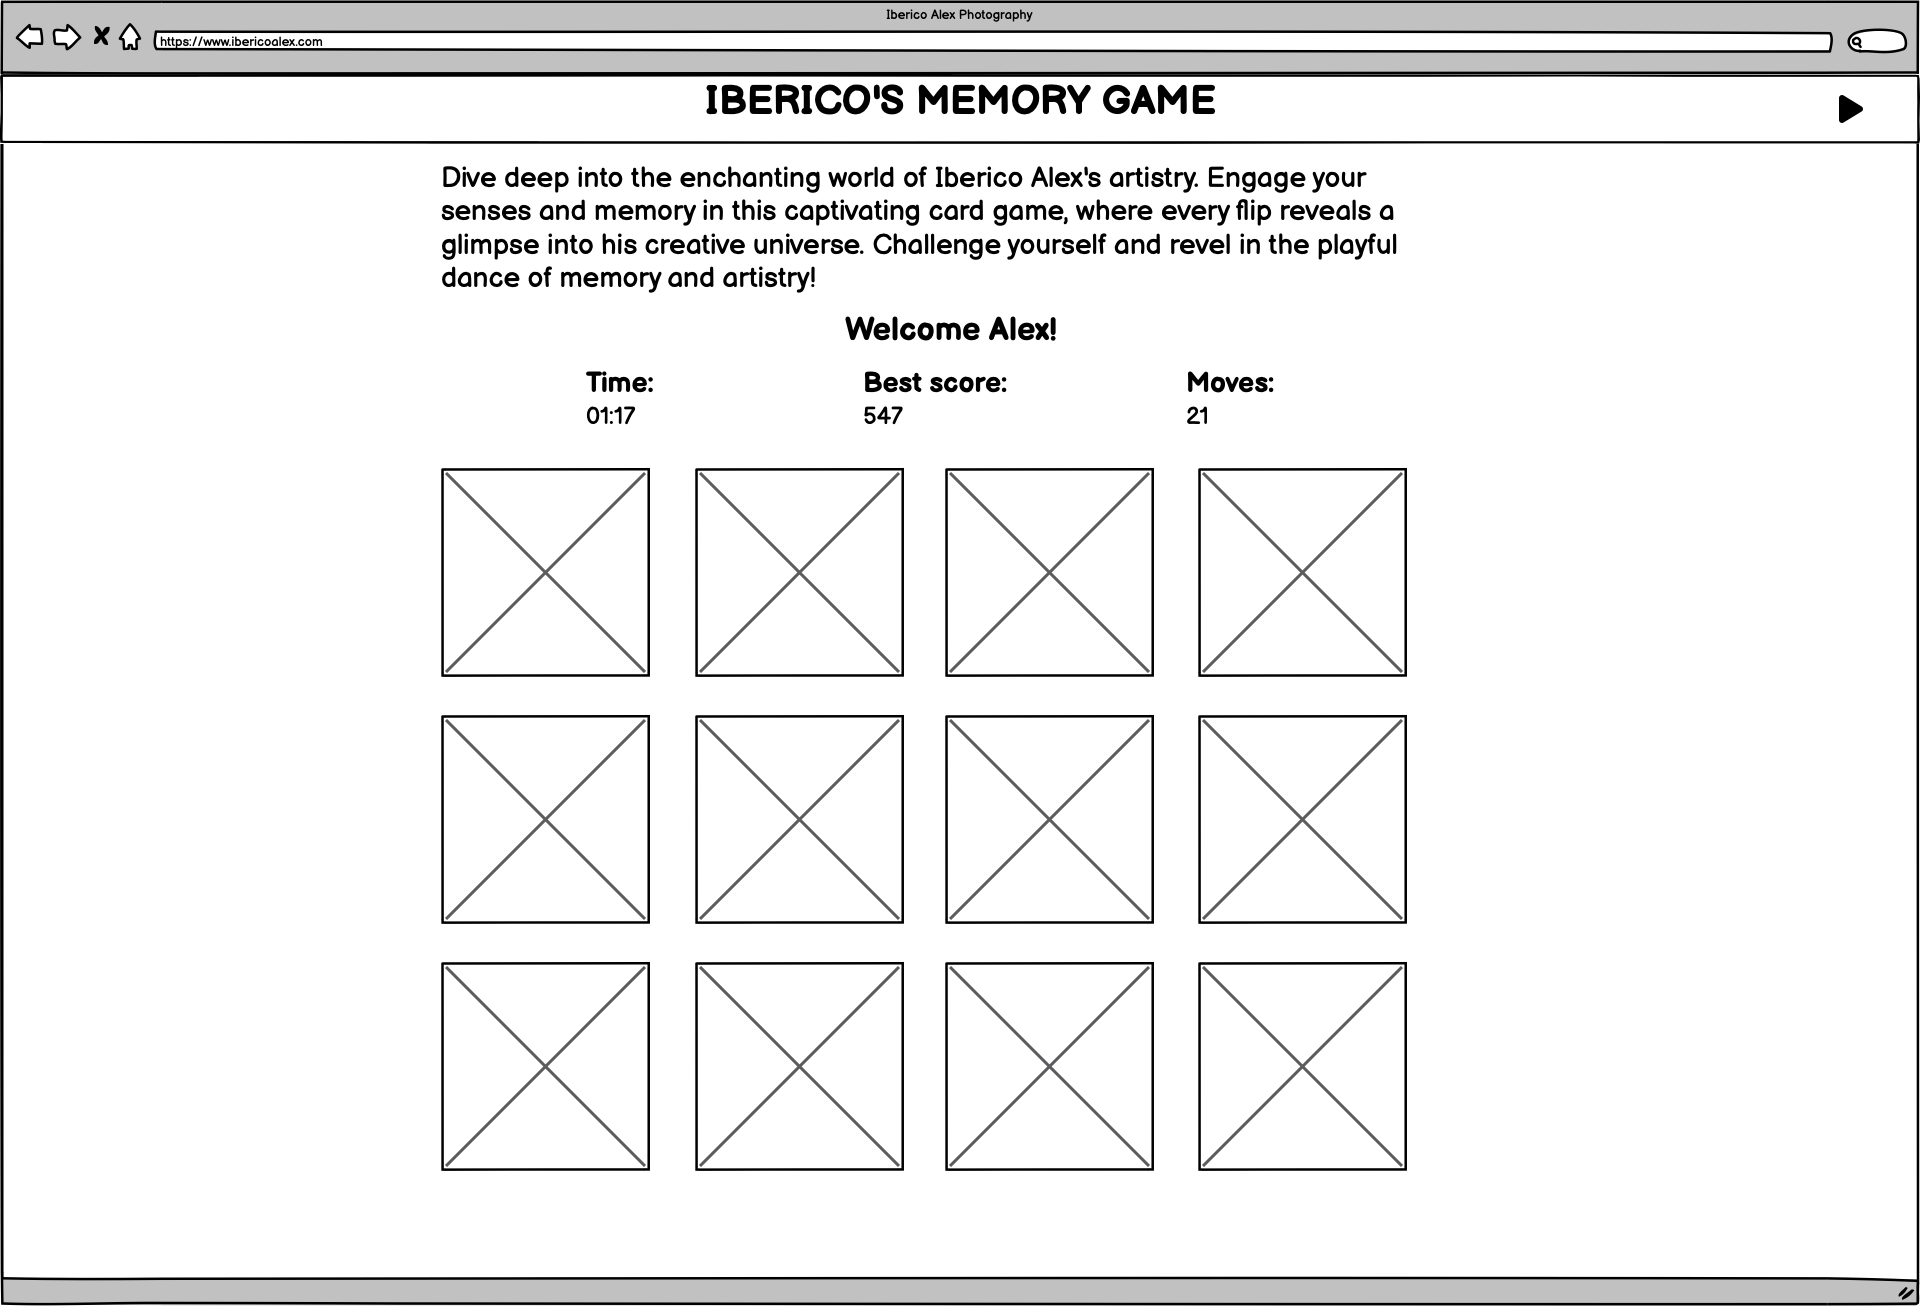 Iberico Alex Photography
https://www.ibericoalex.com
IBERICO'S MEMORY GAME
Dive deep into the enchanting world of Iberico Alex's artistry. Engage your
senses and memory in this captivating card game, where every flip reveals a
glimpse into his creative universe. Challenge yourself and revel in the playful
dance of memory and artistry!
Welcome Alex!
Time: Best score: Moves:
01:17 547 21